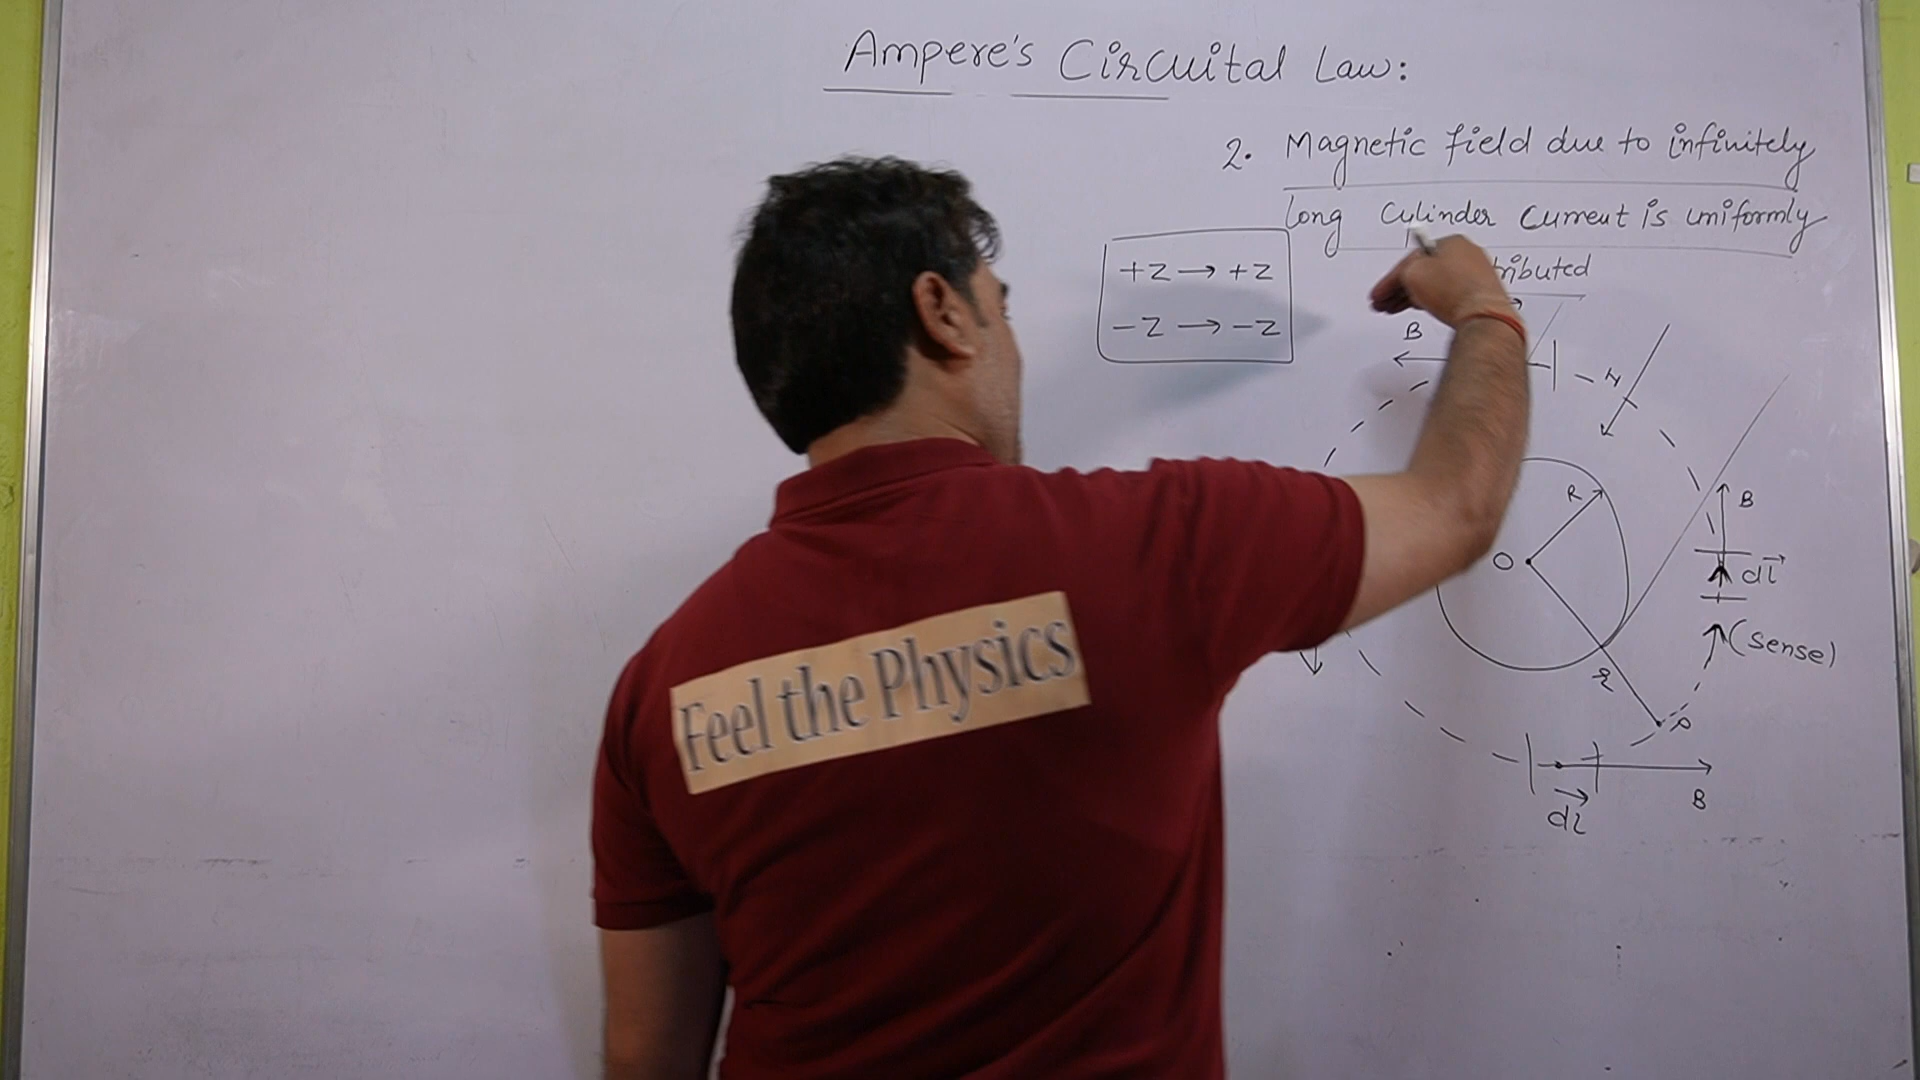 Ampere's Circuital Law:
2. Magnetic field due to infinitely
long Cylinder Current is uniformly
tributed
+z → +z
-z → -z
B
R
B
O
dl
(Sense)
r
P
B
dl
Feel the Physics